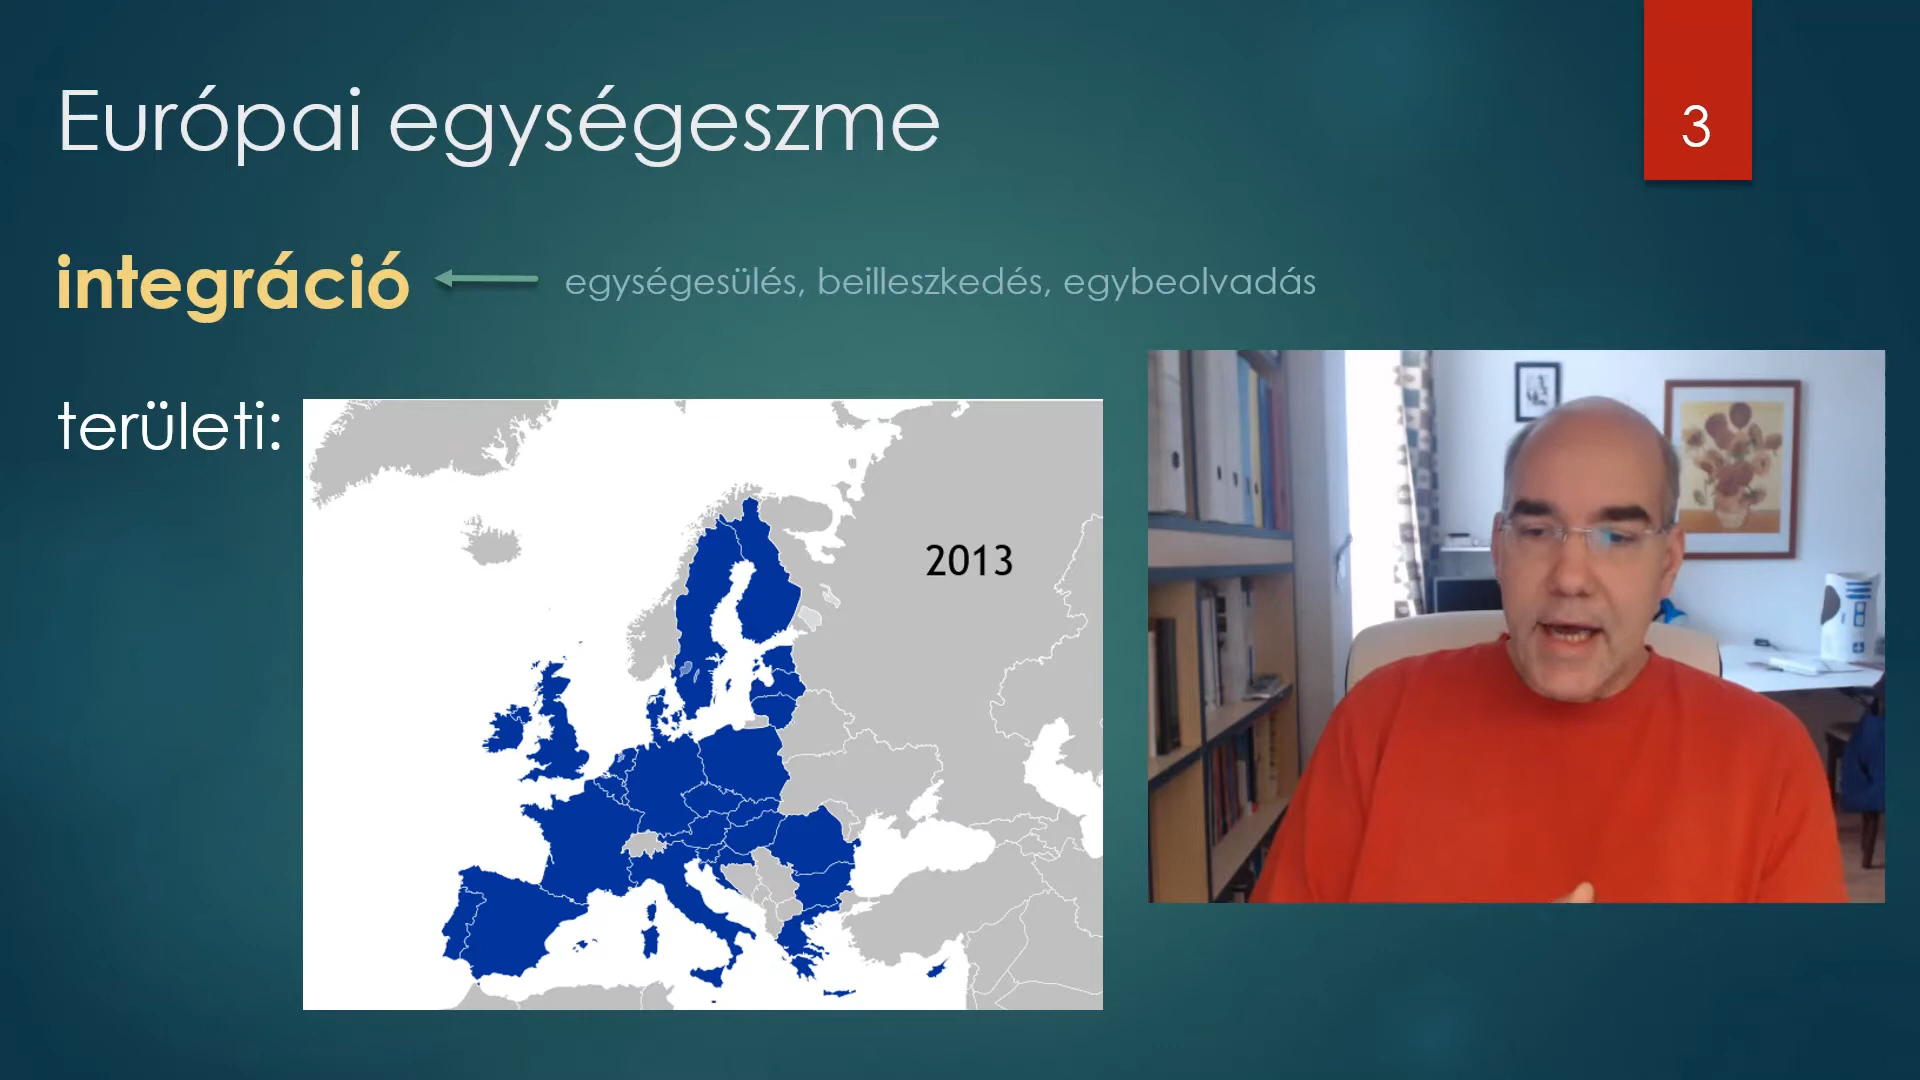 Európai egységeszme
3
integráció
egységesülés, beilleszkedés, egybeolvadás
területi:
2013